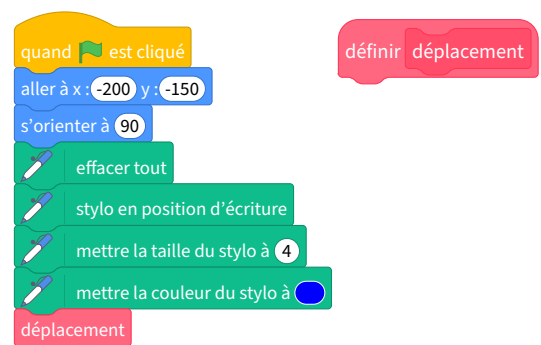 quand est cliqué
aller à x : -200 y : -150
s'orienter à 90
effacer tout
stylo en position d'écriture
mettre la taille du stylo à 4
mettre la couleur du stylo à
déplacement
définir déplacement